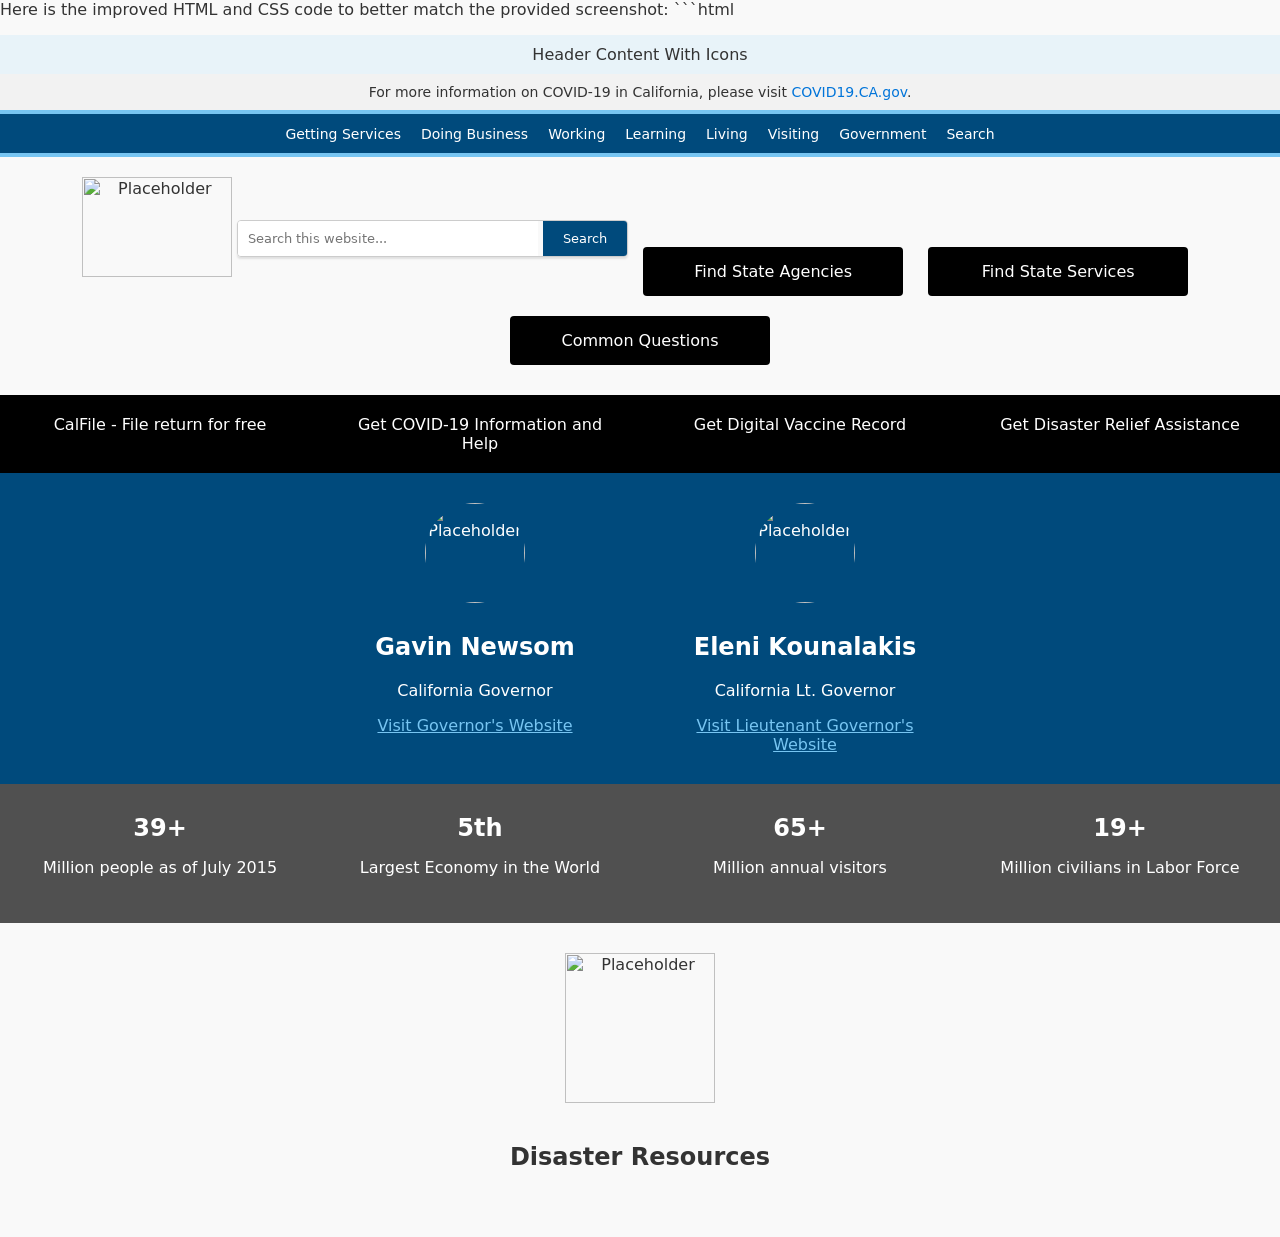 Here is the improved HTML and CSS code to better match the provided screenshot: ```html
Header Content With Icons
For more information on COVID-19 in California, please visit COVID19.CA.gov.
Getting Services Doing Business Working Learning Living Visiting Government Search
Placeholder
Search this website... Search
Find State Agencies Find State Services
Common Questions
CalFile - File return for free
Get COVID-19 Information and
Help
Get Digital Vaccine Record
Get Disaster Relief Assistance
Placeholder
Gavin Newsom
California Governor
Visit Governor's Website
Placeholder
Eleni Kounalakis
California Lt. Governor
Visit Lieutenant Governor's
Website
39+
Million people as of July 2015
5th
Largest Economy in the World
65+
Million annual visitors
19+
Million civilians in Labor Force
Placeholder
Disaster Resources